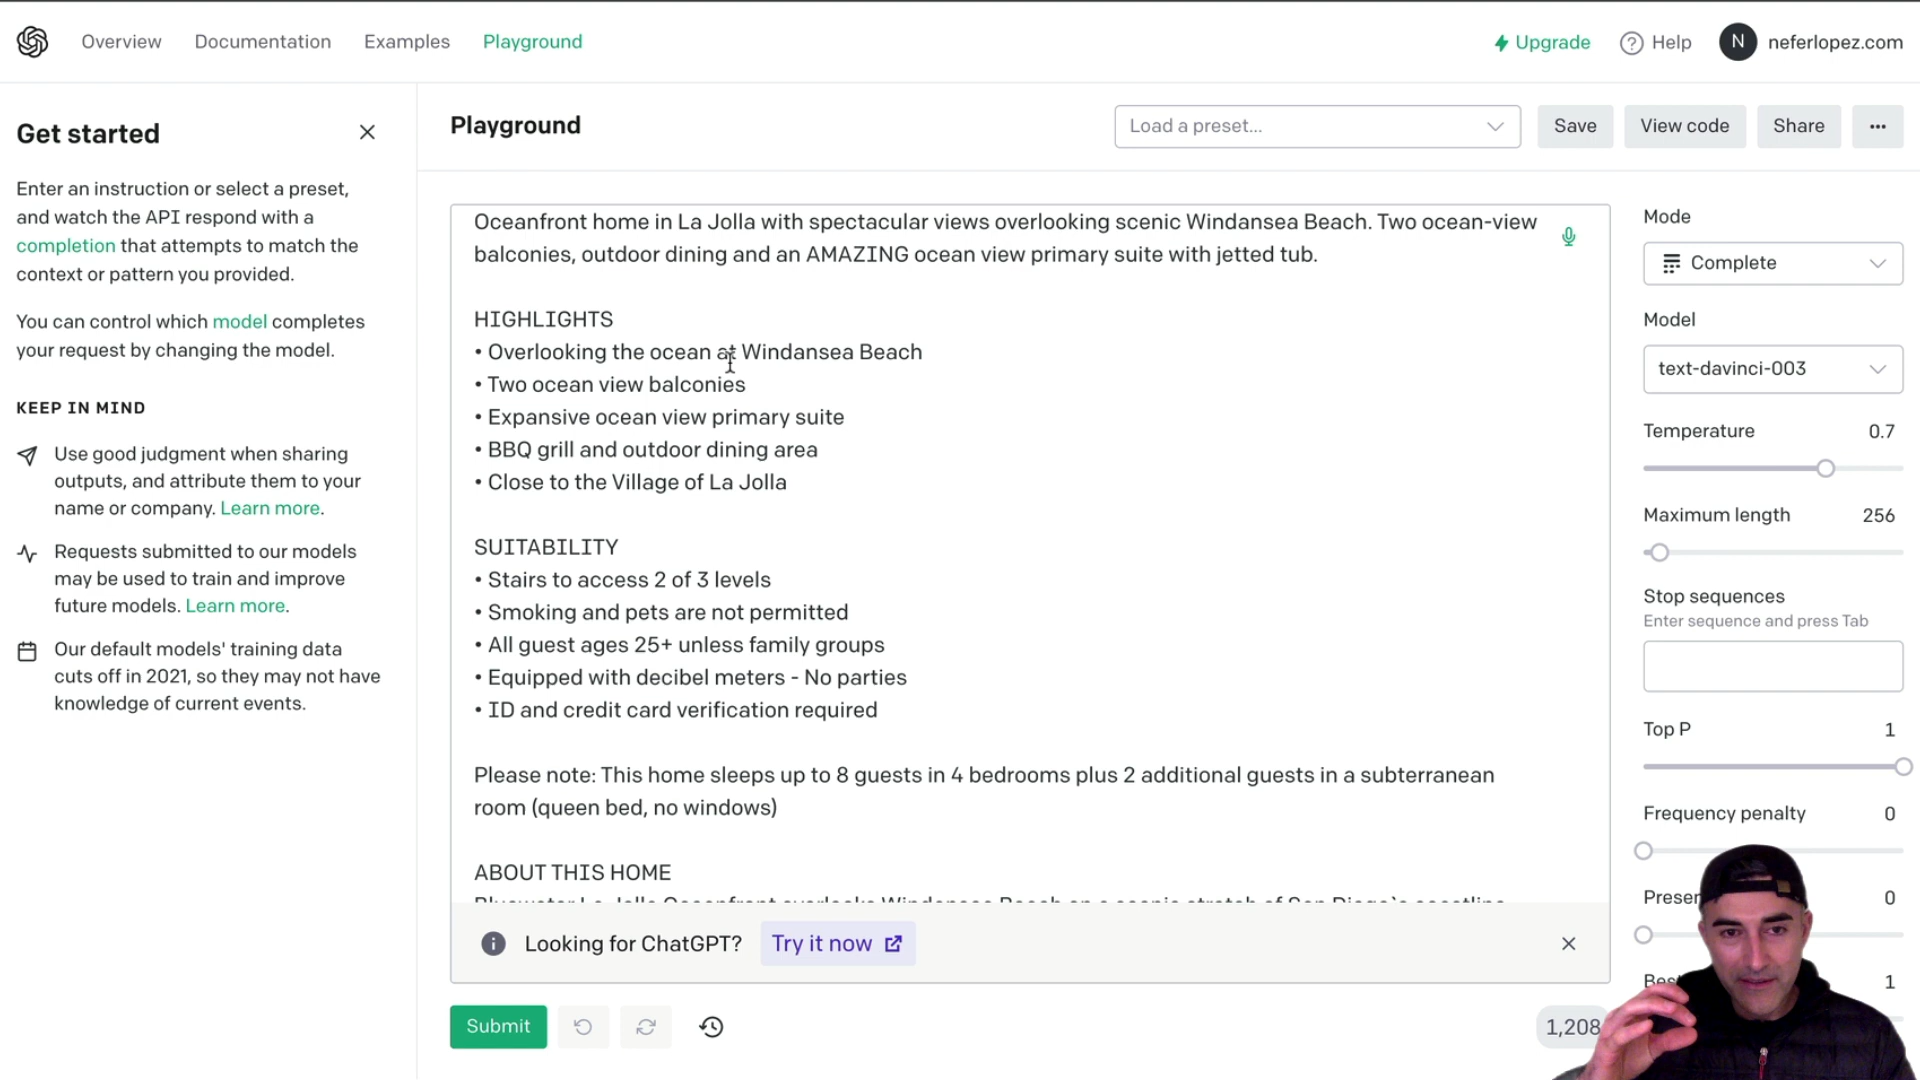 Overview
Documentation
Examples
Playground
Upgrade
Help
N
neferlopez.com
Get started
Enter an instruction or select a preset,
and watch the API respond with a
completion that attempts to match the
context or pattern you provided.
You can control which model completes
your request by changing the model.
KEEP IN MIND
Use good judgment when sharing
outputs, and attribute them to your
name or company. Learn more.
Requests submitted to our models
may be used to train and improve
future models. Learn more.
Our default models' training data
cuts off in 2021, so they may not have
knowledge of current events.
Playground
Load a preset...
Save
View code
Share
Oceanfront home in La Jolla with spectacular views overlooking scenic Windansea Beach. Two ocean-view
balconies, outdoor dining and an AMAZING ocean view primary suite with jetted tub.
HIGHLIGHTS
• Overlooking the ocean at Windansea Beach
• Two ocean view balconies
• Expansive ocean view primary suite
• BBQ grill and outdoor dining area
• Close to the Village of La Jolla
SUITABILITY
• Stairs to access 2 of 3 levels
• Smoking and pets are not permitted
• All guest ages 25+ unless family groups
• Equipped with decibel meters - No parties
• ID and credit card verification required
Please note: This home sleeps up to 8 guests in 4 bedrooms plus 2 additional guests in a subterranean
room (queen bed, no windows)
ABOUT THIS HOME
Looking for ChatGPT?
Try it now
Submit
1,208
Mode
Complete
Model
text-davinci-003
Temperature 0.7
Maximum length 256
Stop sequences
Enter sequence and press Tab
Top P 1
Frequency penalty 0
0
1